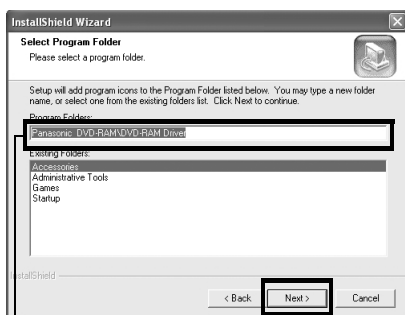 InstallShield Wizard
Select Program Folder
Please select a program folder.
Setup will add program icons to the Program Folder listed below. You may type a new folder
name, or select one from the existing folders list. Click Next to continue.
Program Folders:
Panasonic DVD-RAM\DVD-RAM Driver
Existing Folders:
Accessories
Administrative Tools
Games
Startup
InstallShield
< Back Next > Cancel